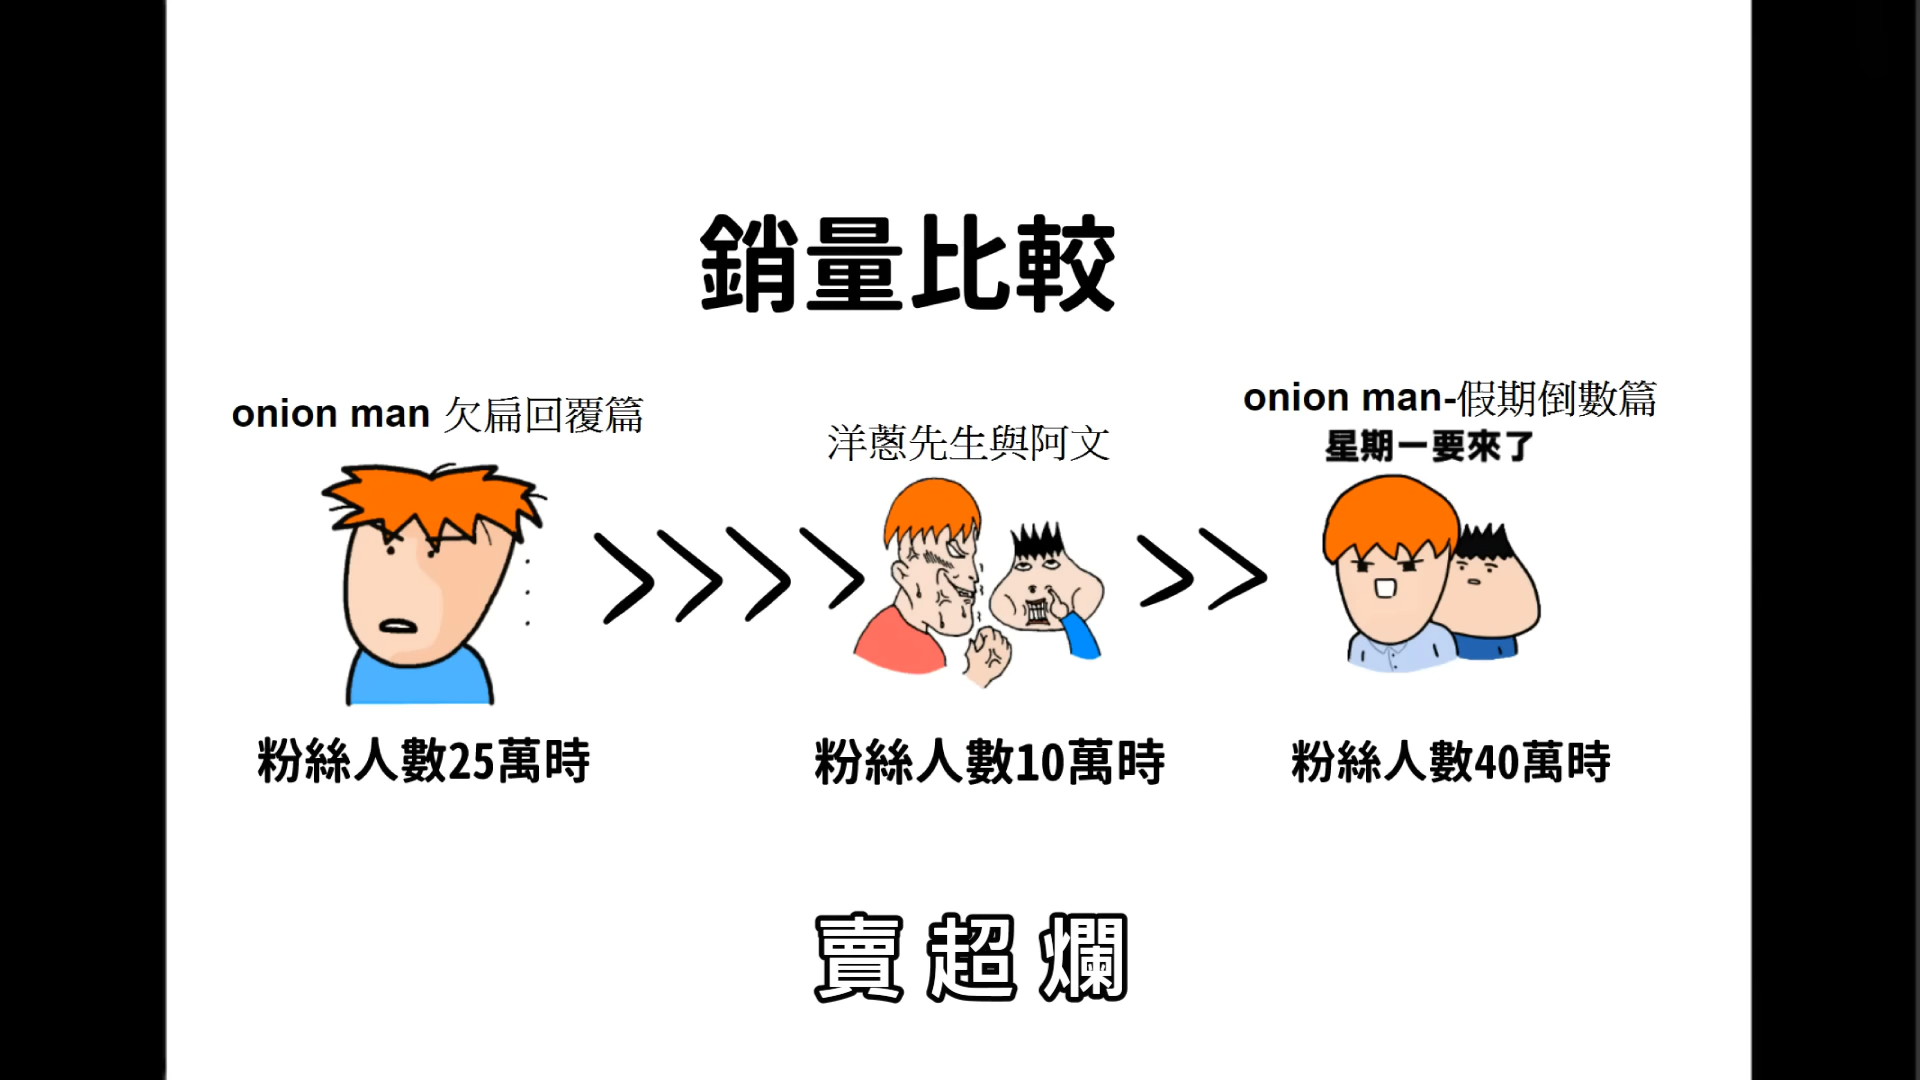 銷量比較
onion man 欠扁回覆篇
洋蔥先生與阿文
onion man-假期倒數篇
星期一要來了
粉絲人數25萬時
粉絲人數10萬時
粉絲人數40萬時
賣超爛